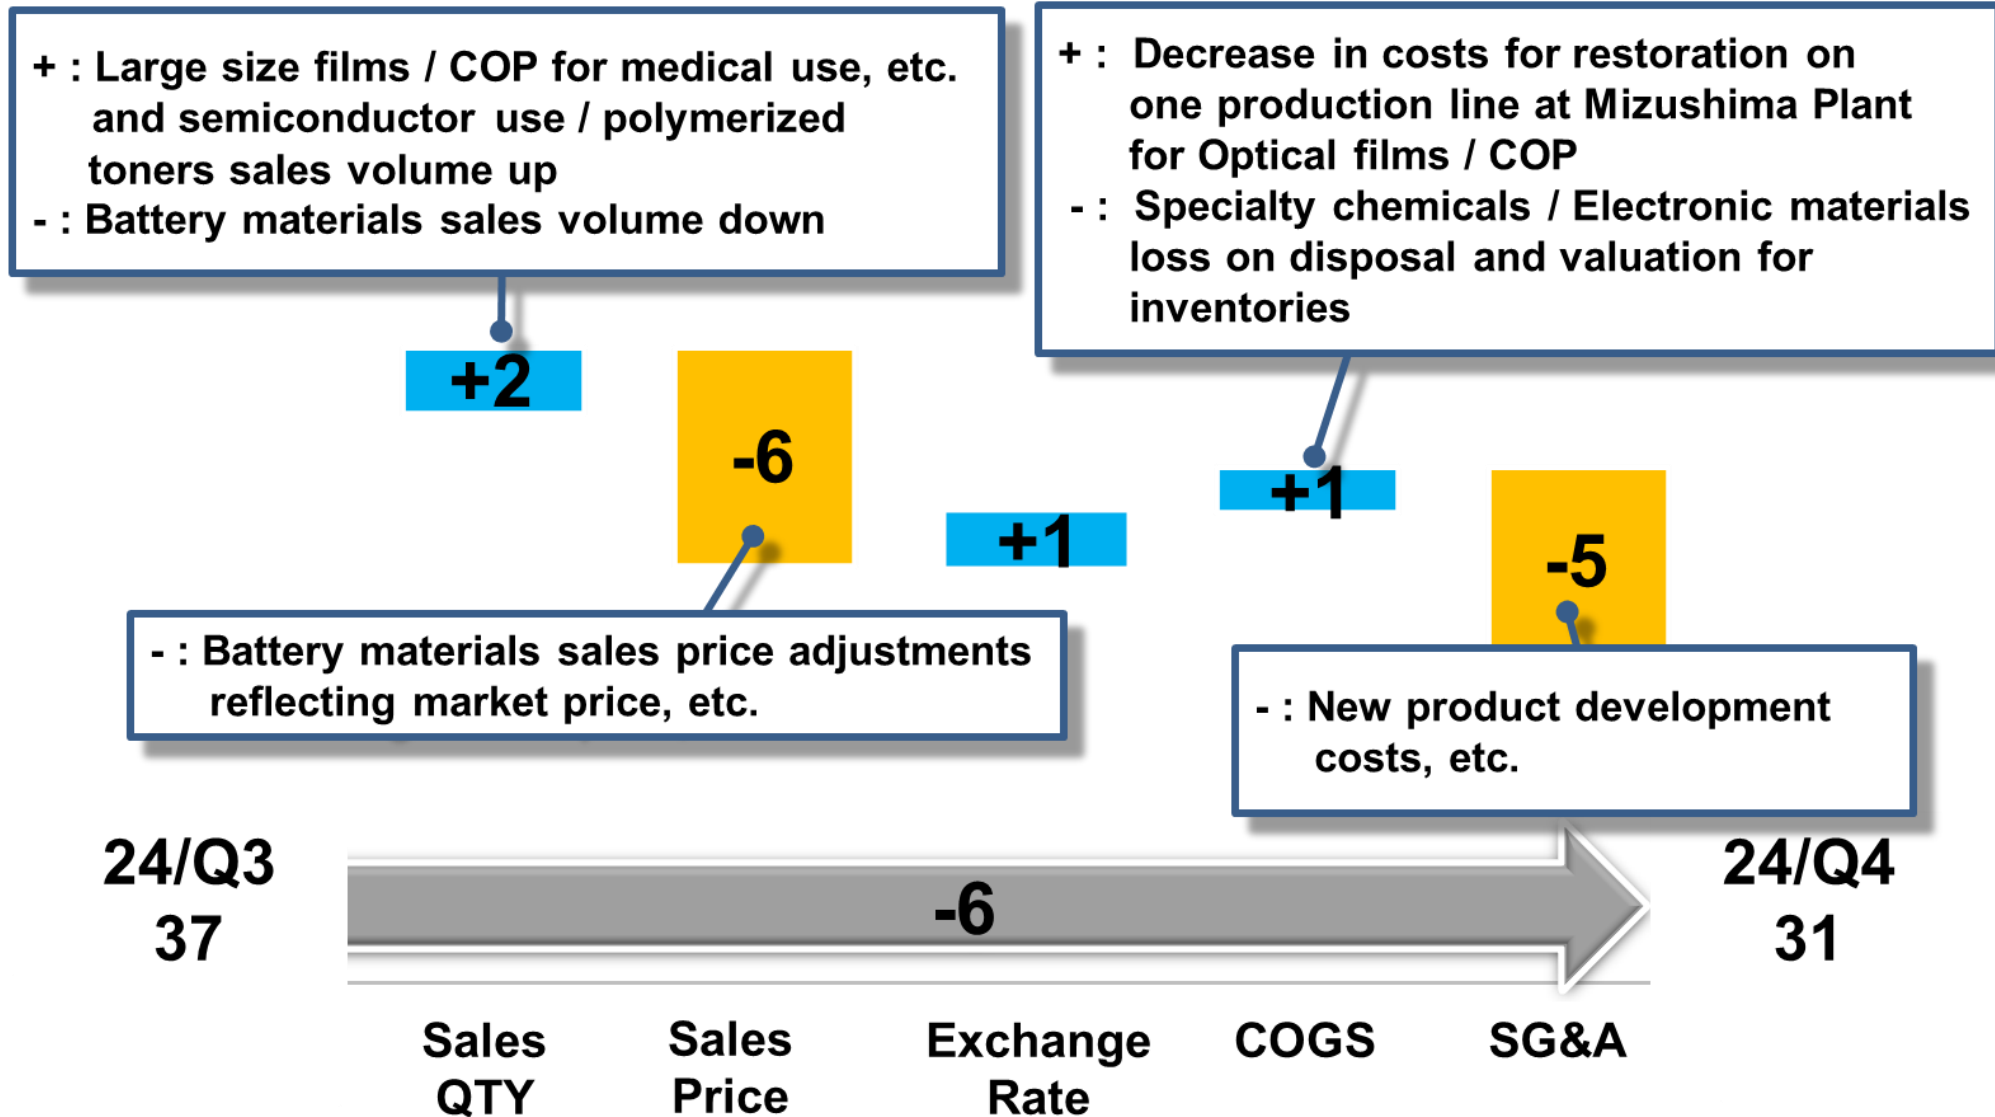 + : Large size films / COP for medical use, etc.
and semiconductor use / polymerized
toners sales volume up
- : Battery materials sales volume down
+ : Decrease in costs for restoration on
one production line at Mizushima Plant
for Optical films / COP
- : Specialty chemicals / Electronic materials
loss on disposal and valuation for
inventories
+2
-6
+1
+1
-5
- : Battery materials sales price adjustments
reflecting market price, etc.
- : New product development
costs, etc.
24/Q3
37
-6
24/Q4
31
Sales
QTY
Sales
Price
Exchange
Rate
COGS
SG&A